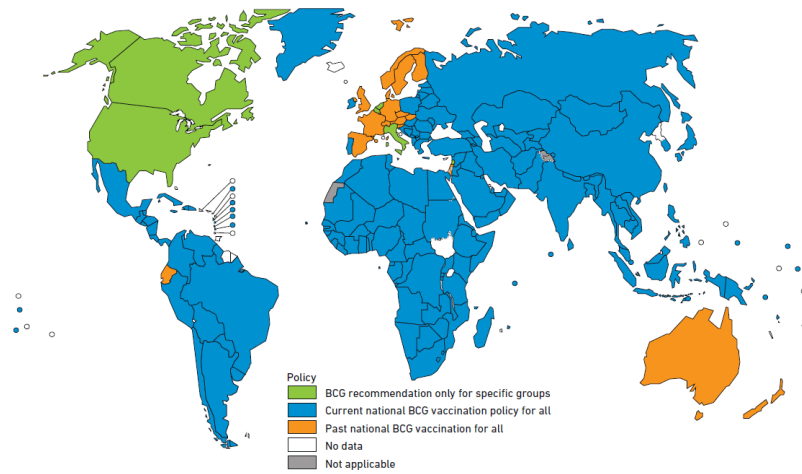 Policy
BCG recommendation only for specific groups
Current national BCG vaccination policy for all
Past national BCG vaccination for all
No data
Not applicable